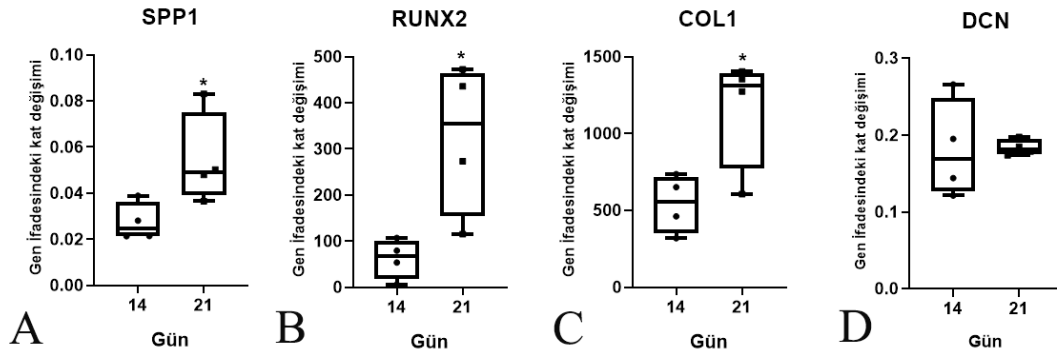 SPP1
Gen İfadesindeki kat değişimi
0.10
0.08
0.06
0.04
0.02
0.00
*
14 21
Gün
A
RUNX2
Gen İfadesindeki kat değişimi
500
400
300
200
100
0
*
14 21
Gün
B
COL1
Gen İfadesindeki kat değişimi
1500
1000
500
0
*
14 21
Gün
C
DCN
Gen İfadesindeki kat değişimi
0.3
0.2
0.1
0.0
14 21
Gün
D